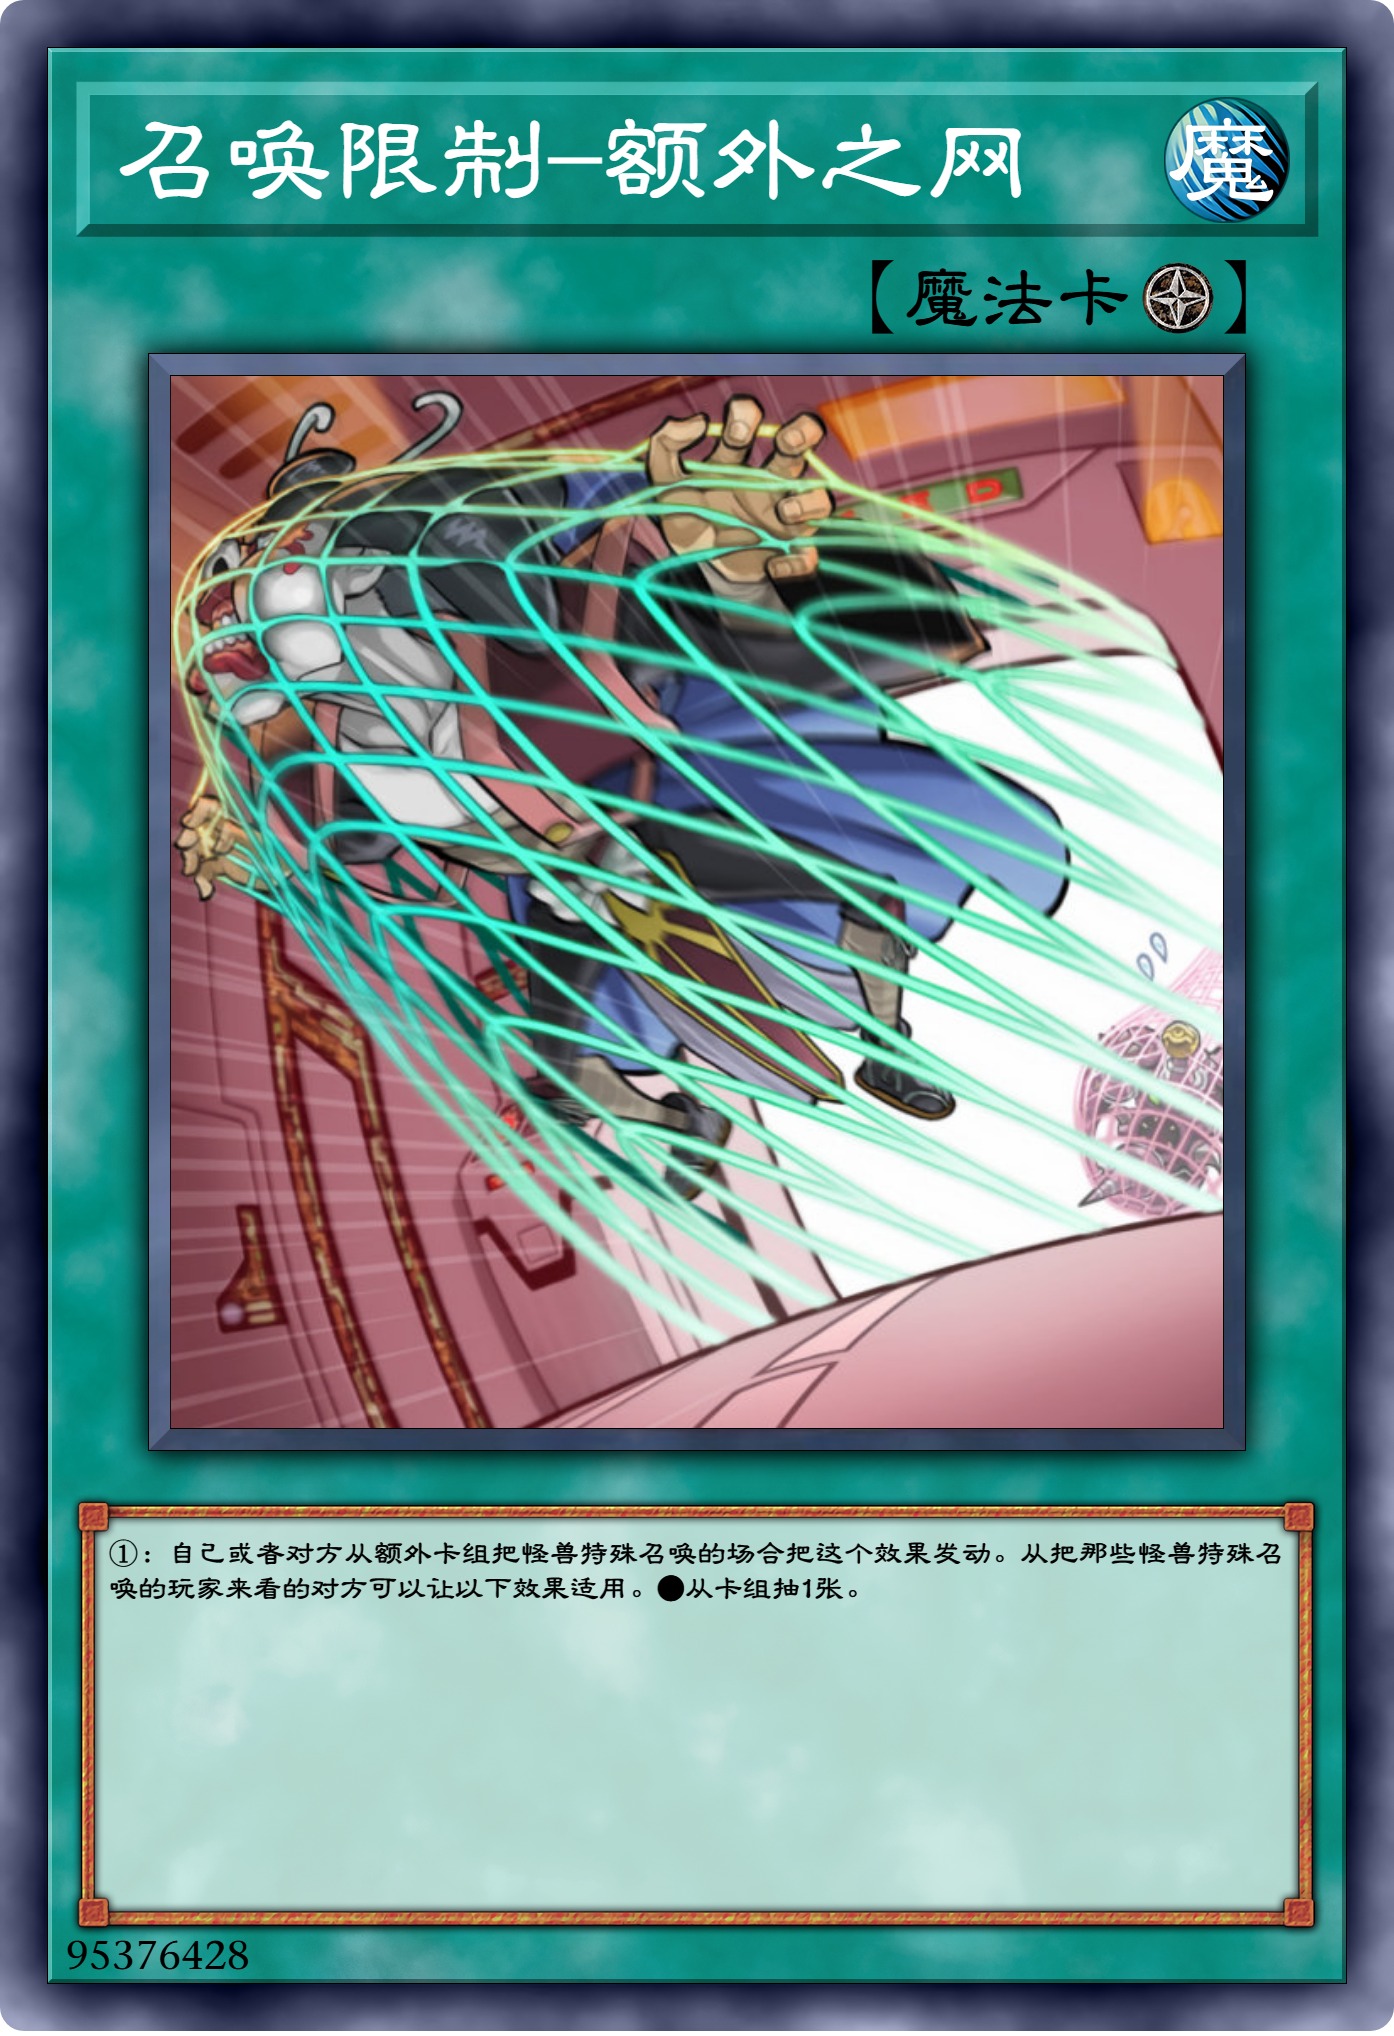 召唤限制-额外之网
魔
【魔法卡】
①：自己或者对方从额外卡组把怪兽特殊召唤的场合把这个效果发动。从把那些怪兽特殊召
唤的玩家来看的对方可以让以下效果适用。●从卡组抽1张。
95376428